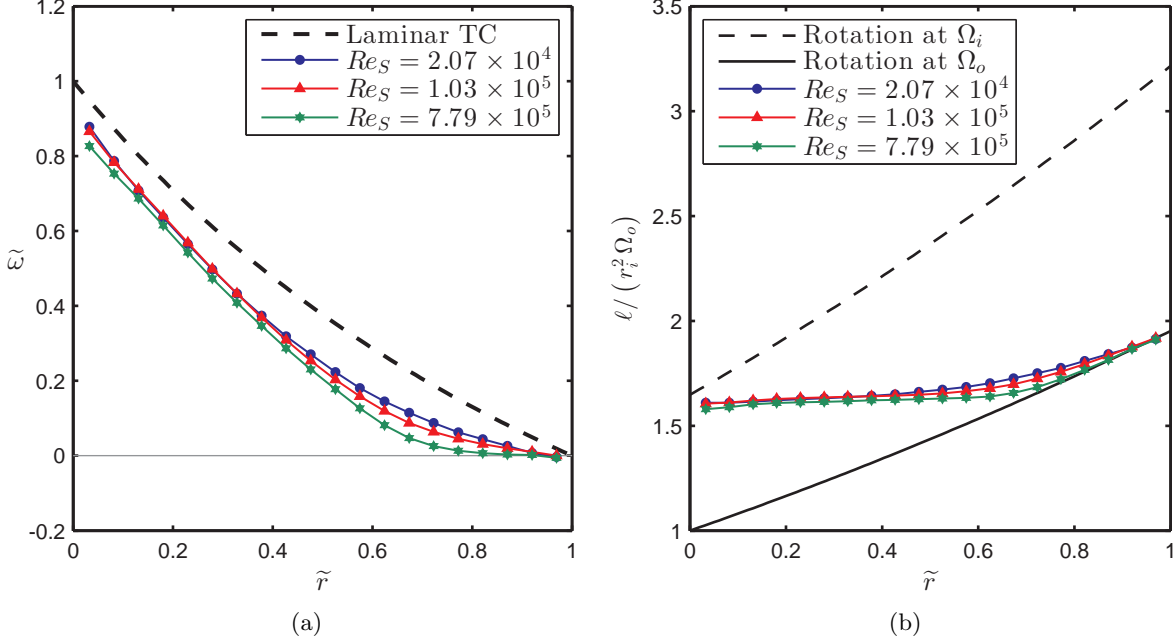 1.2
1
0.8
0.6
0.4
0.2
0
-0.2
ω̃
0 0.2 0.4 0.6 0.8 1
r̃
Laminar TC
Re_S = 2.07 × 10^4
Re_S = 1.03 × 10^5
Re_S = 7.79 × 10^5
(a)
3.5
3
2.5
2
1.5
1
ℓ/(r_i^2 Ω_o)
0 0.2 0.4 0.6 0.8 1
r̃
Rotation at Ω_i
Rotation at Ω_o
Re_S = 2.07 × 10^4
Re_S = 1.03 × 10^5
Re_S = 7.79 × 10^5
(b)